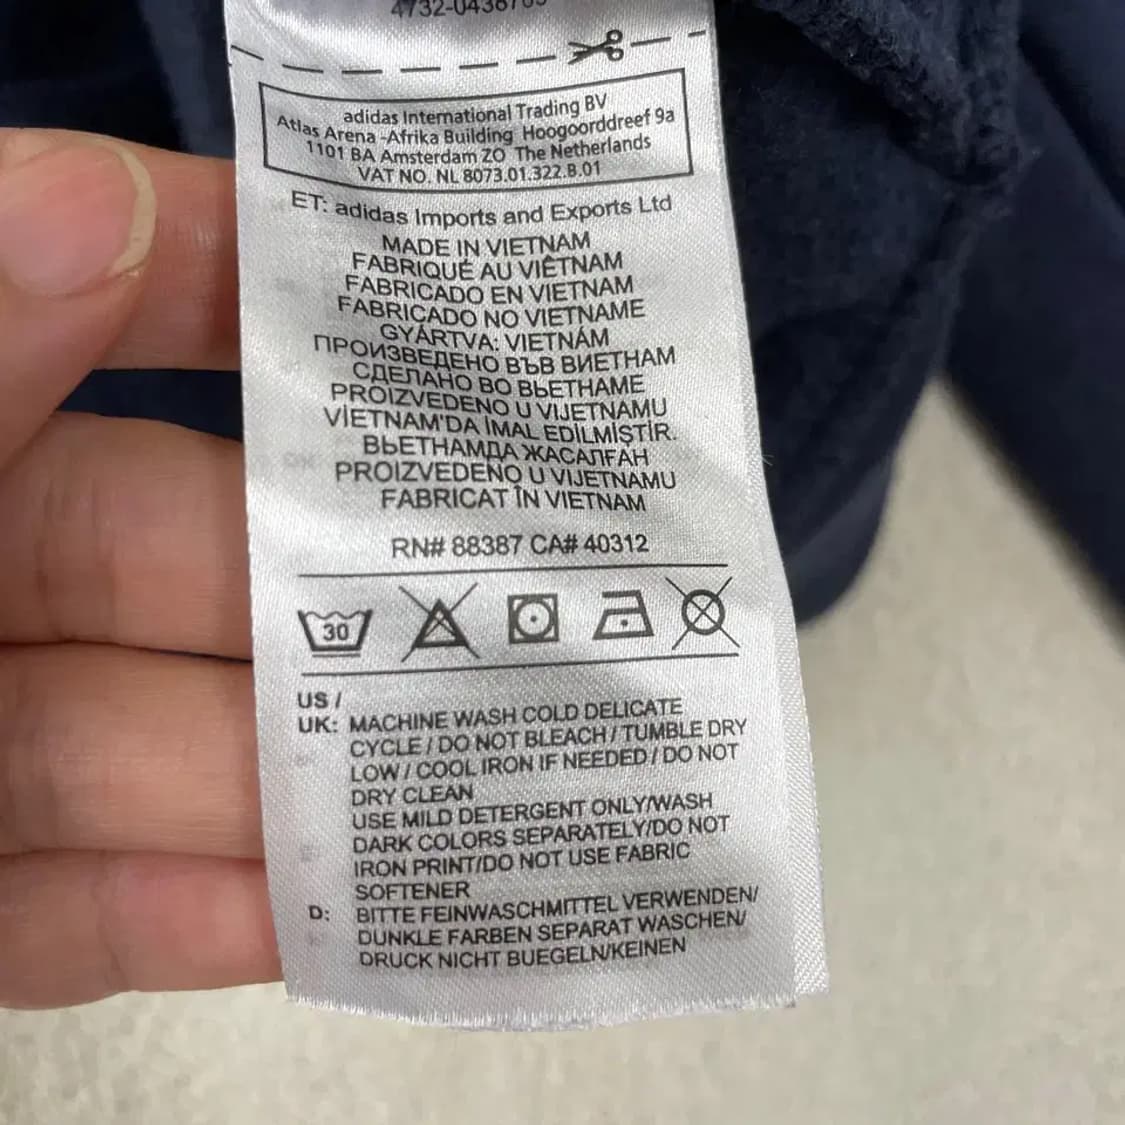 adidas International Trading BV
Atlas Arena -Afrika Building Hoogoorddreef 9a
1101 BA Amsterdam ZO The Netherlands
VAT NO. NL 8073.01.322.B.01
ET: adidas Imports and Exports Ltd
MADE IN VIETNAM
FABRIQUÉ AU VIÊTNAM
FABRICADO EN VIETNAM
FABRICADO NO VIETNAME
GYÁRTVA: VIETNÁM
ПРОИЗВЕДЕНО ВЪВ ВИЕТНАМ
СДЕЛАНО ВО ВЬЕТНАМЕ
PROIZVEDENO U VIJETNAMU
VİETNAM'DA İMAL EDİLMİŞTİR.
ВЬЕТНАМДА ЖАСАЛҒАН
PROIZVEDENO U VIJETNAMU
FABRICAT ÎN VIETNAM
RN# 88387 CA# 40312
30
US /
UK: MACHINE WASH COLD DELICATE
CYCLE / DO NOT BLEACH / TUMBLE DRY
LOW / COOL IRON IF NEEDED / DO NOT
DRY CLEAN
USE MILD DETERGENT ONLY/WASH
DARK COLORS SEPARATELY/DO NOT
IRON PRINT/DO NOT USE FABRIC
SOFTENER
D: BITTE FEINWASCHMITTEL VERWENDEN/
DUNKLE FARBEN SEPARAT WASCHEN/
DRUCK NICHT BUEGELN/KEINEN